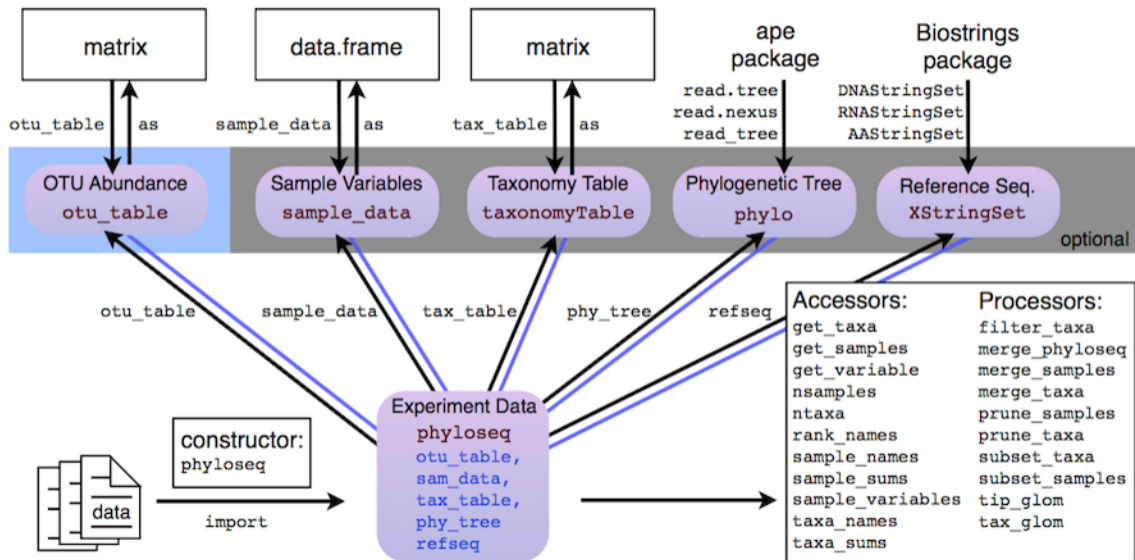 matrix
data.frame
matrix
ape
package
Biostrings
package
read.tree
read.nexus
read_tree
DNAStringSet
RNAStringSet
AAStringSet
otu_table
as
sample_data
as
tax_table
as
OTU Abundance
otu_table
Sample Variables
sample_data
Taxonomy Table
taxonomyTable
Phylogenetic Tree
phylo
Reference Seq.
XStringSet
optional
otu_table
sample_data
tax_table
phy_tree
refseq
Accessors:
get_taxa
get_samples
get_variable
nsamples
ntaxa
rank_names
sample_names
sample_sums
sample_variables
taxa_names
taxa_sums
Processors:
filter_taxa
merge_phyloseq
merge_samples
merge_taxa
prune_samples
prune_taxa
subset_taxa
subset_samples
tip_glom
tax_glom
Experiment Data
phyloseq
otu_table,
sam_data,
tax_table,
phy_tree
refseq
constructor:
phyloseq
data
import